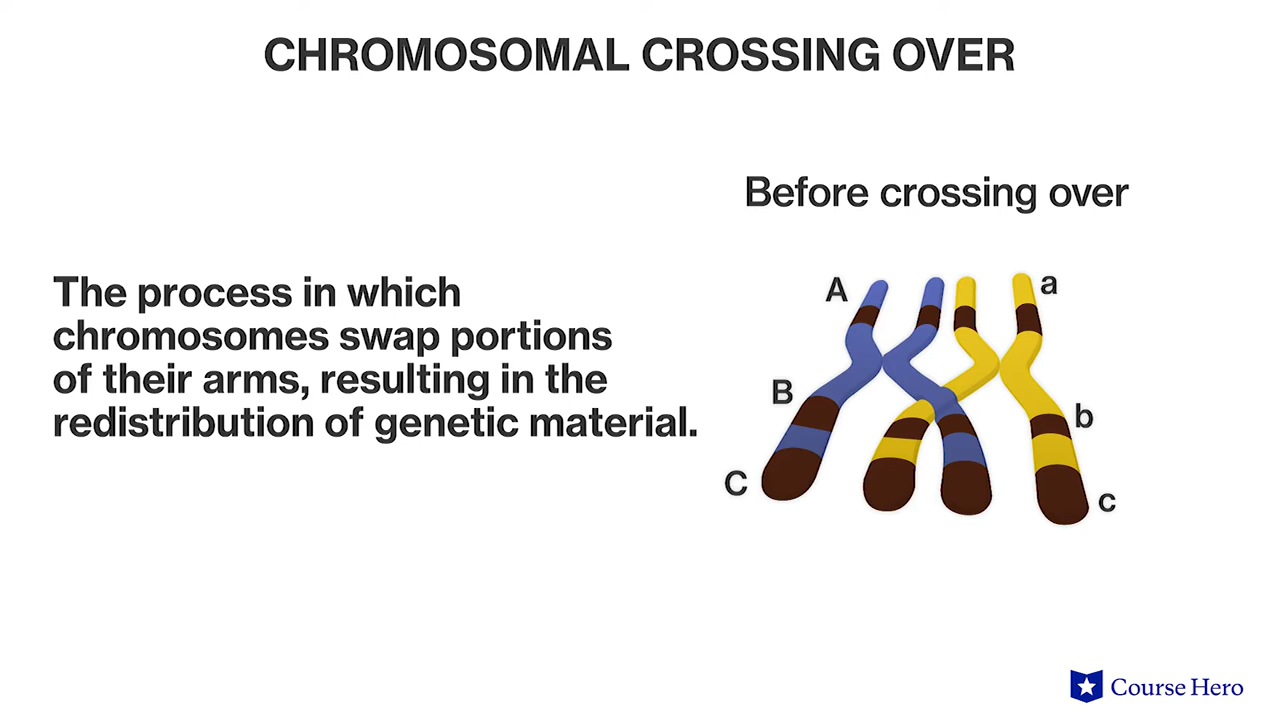 CHROMOSOMAL CROSSING OVER
Before crossing over
The process in which
chromosomes swap portions
of their arms, resulting in the
redistribution of genetic material.
A
a
B
b
C
c
Course Hero